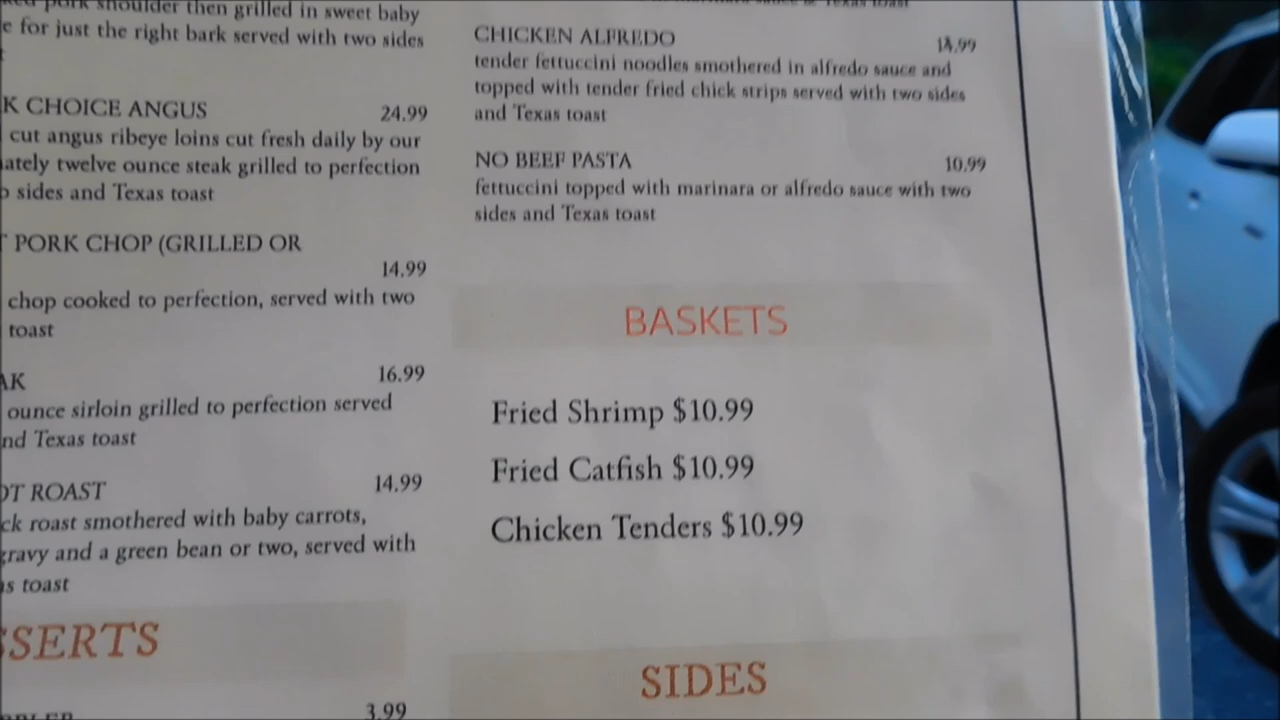 shoulder then grilled in sweet baby
e for just the right bark served with two sides
K CHOICE ANGUS 24.99
cut angus ribeye loins cut fresh daily by our
ately twelve ounce steak grilled to perfection
sides and Texas toast
PORK CHOP (GRILLED OR
14.99
chop cooked to perfection, served with two
toast
AK 16.99
ounce sirloin grilled to perfection served
nd Texas toast
OT ROAST 14.99
ck roast smothered with baby carrots,
gravy and a green bean or two, served with
as toast
SSERTS
3.99
CHICKEN ALFREDO
tender fettuccini noodles smothered in alfredo sauce and
topped with tender fried chick strips served with two sides
and Texas toast
NO BEEF PASTA 10.99
fettuccini topped with marinara or alfredo sauce with two
sides and Texas toast
BASKETS
Fried Shrimp $10.99
Fried Catfish $10.99
Chicken Tenders $10.99
SIDES